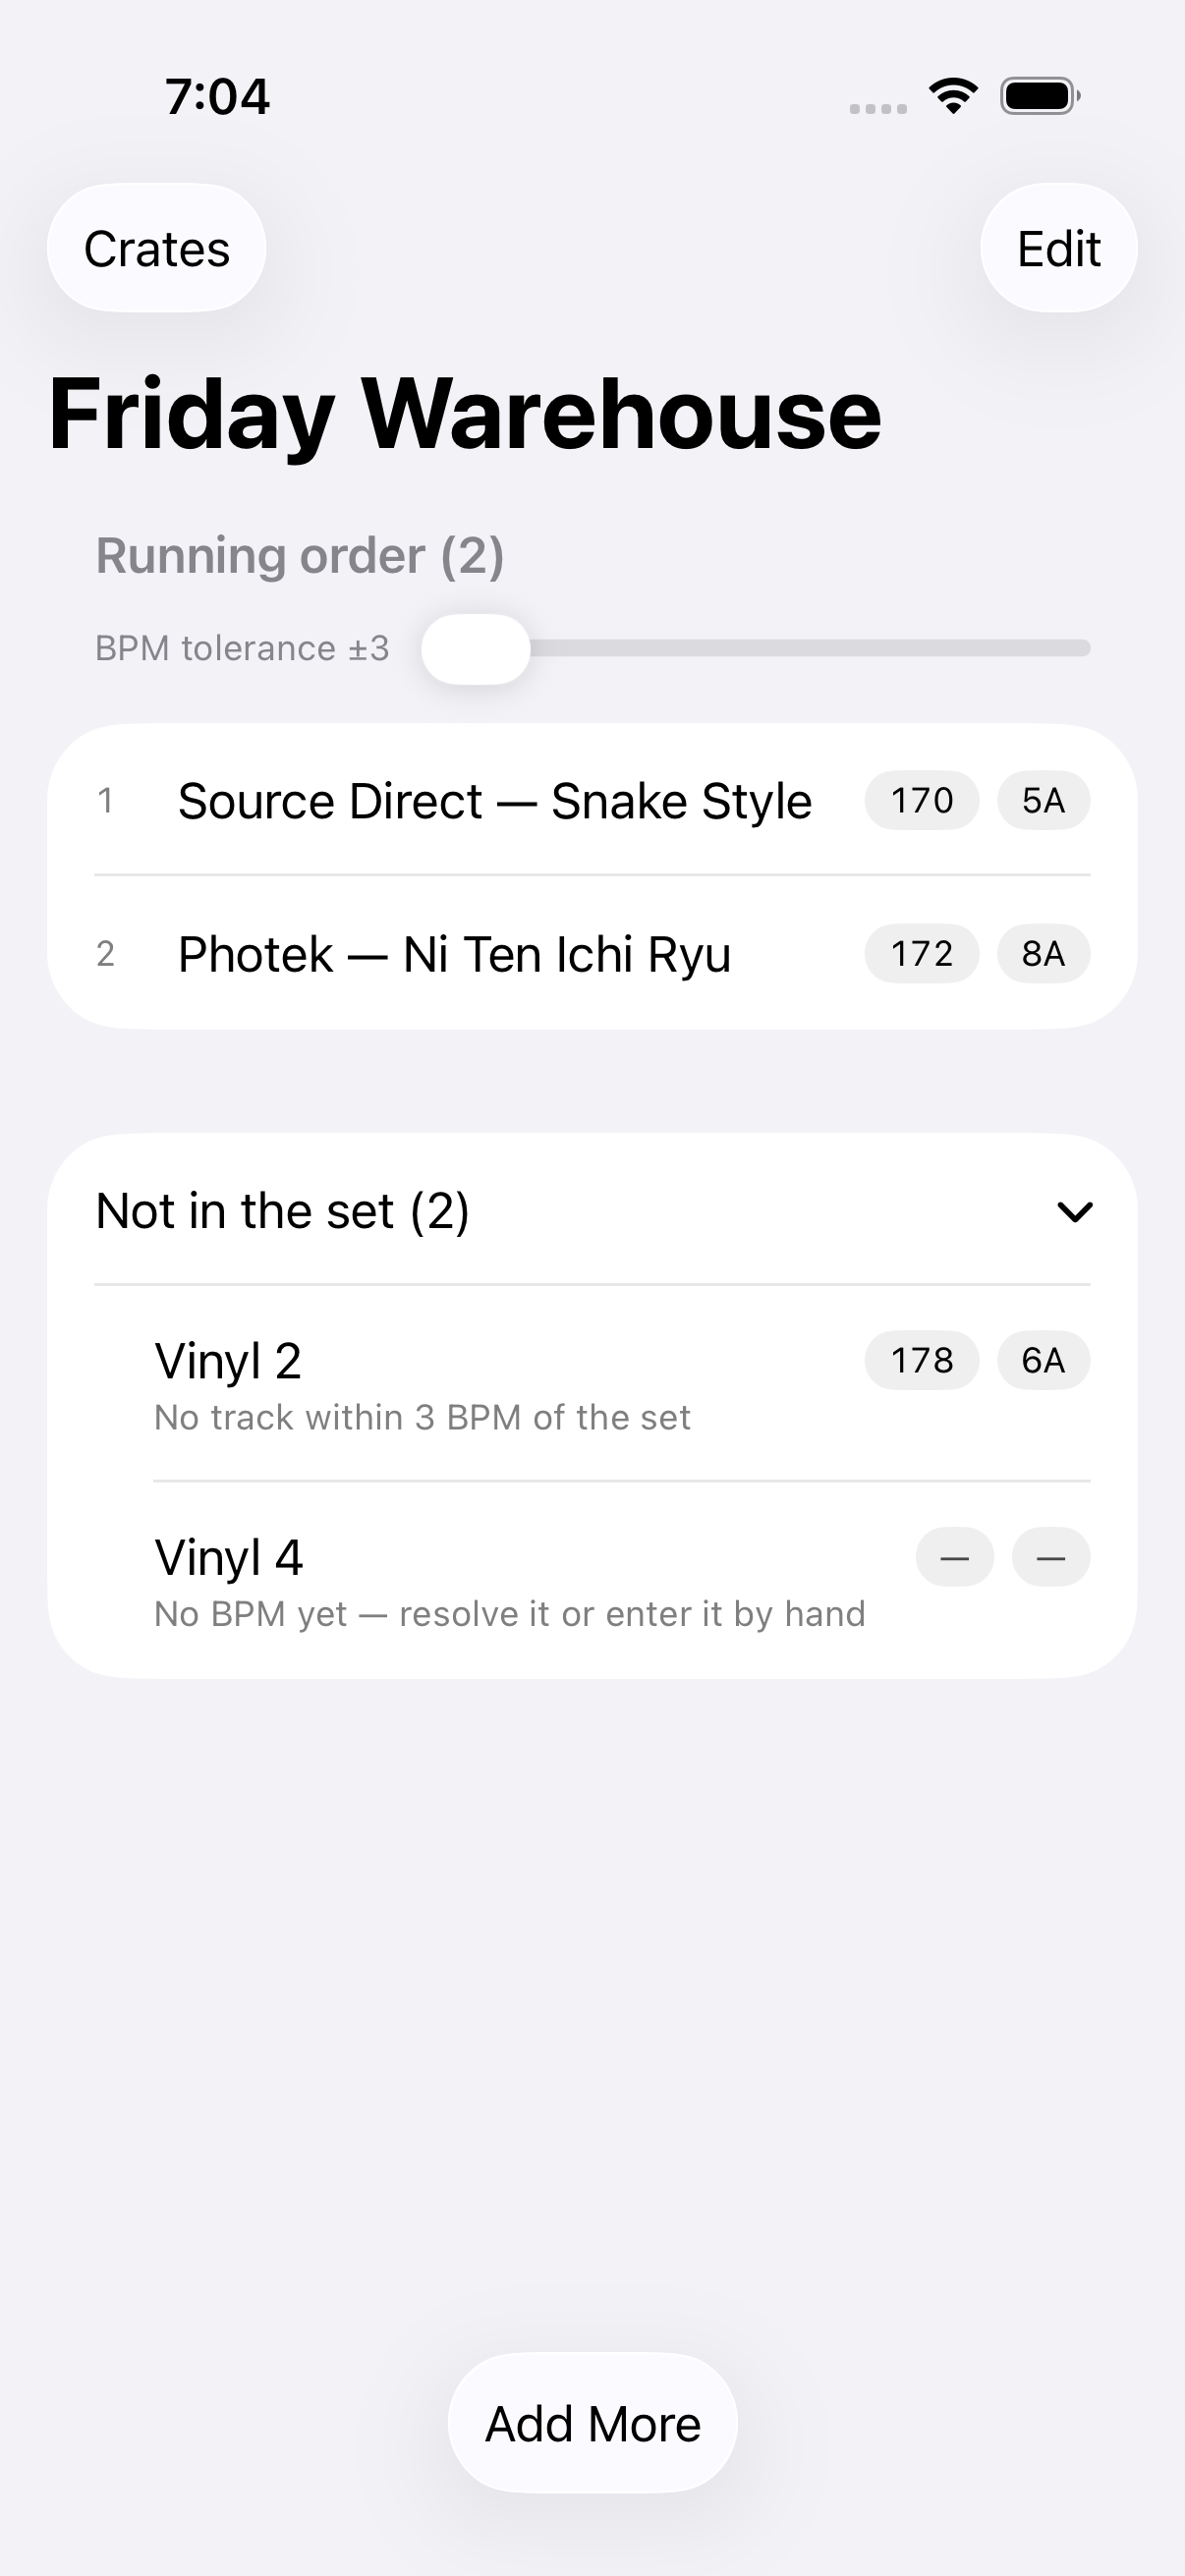 7:04
Crates
Edit
Friday Warehouse
Running order (2)
BPM tolerance ±3
1 Source Direct — Snake Style 170 5A
2 Photek — Ni Ten Ichi Ryu 172 8A
Not in the set (2)
Vinyl 2 178 6A
No track within 3 BPM of the set
Vinyl 4 — —
No BPM yet — resolve it or enter it by hand
Add More